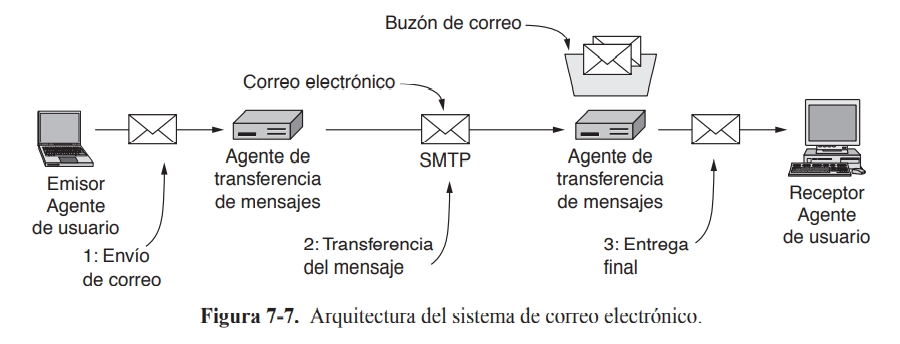 Buzón de correo
Correo electrónico
Emisor
Agente
de usuario
Agente de
transferencia
de mensajes
SMTP
Agente de
transferencia
de mensajes
Receptor
Agente
de usuario
1: Envío
de correo
2: Transferencia
del mensaje
3: Entrega
final
Figura 7-7. Arquitectura del sistema de correo electrónico.